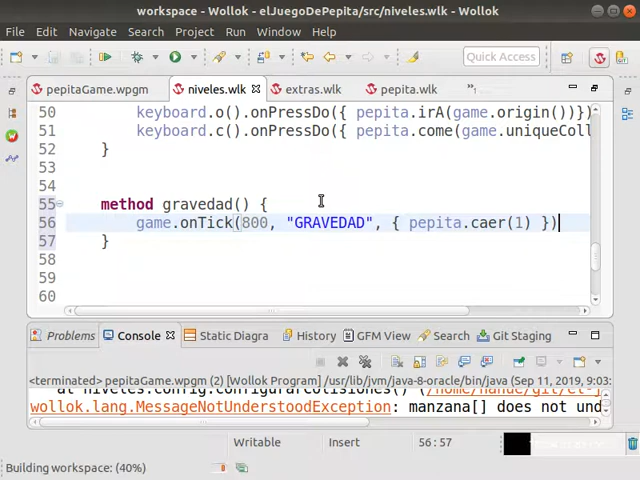 workspace - Wollok - elJuegoDePepita/src/niveles.wlk - Wollok
File Edit Navigate Search Project Run Window Help
Quick Access
pepitaGame.wpgm niveles.wlk extras.wlk pepita.wlk
50 keyboard.o().onPressDo({ pepita.irA(game.origin())})
51 keyboard.c().onPressDo({ pepita.come(game.uniqueColl
52 }
53
54
55 method gravedad() {
56 game.onTick(800, "GRAVEDAD", { pepita.caer(1) })
57 }
58
59
60
Problems Console Static Diagra History GFM View Search Git Staging
<terminated> pepitaGame.wpgm (2) [Wollok Program] /usr/lib/jvm/java-8-oracle/bin/java (Sep 11, 2019, 9:03:
at niveles.Config.configurarColisiones()
wollok.lang.MessageNotUnderstoodException: manzana[] does not und
Writable Insert 56 : 57
Building workspace: (40%)